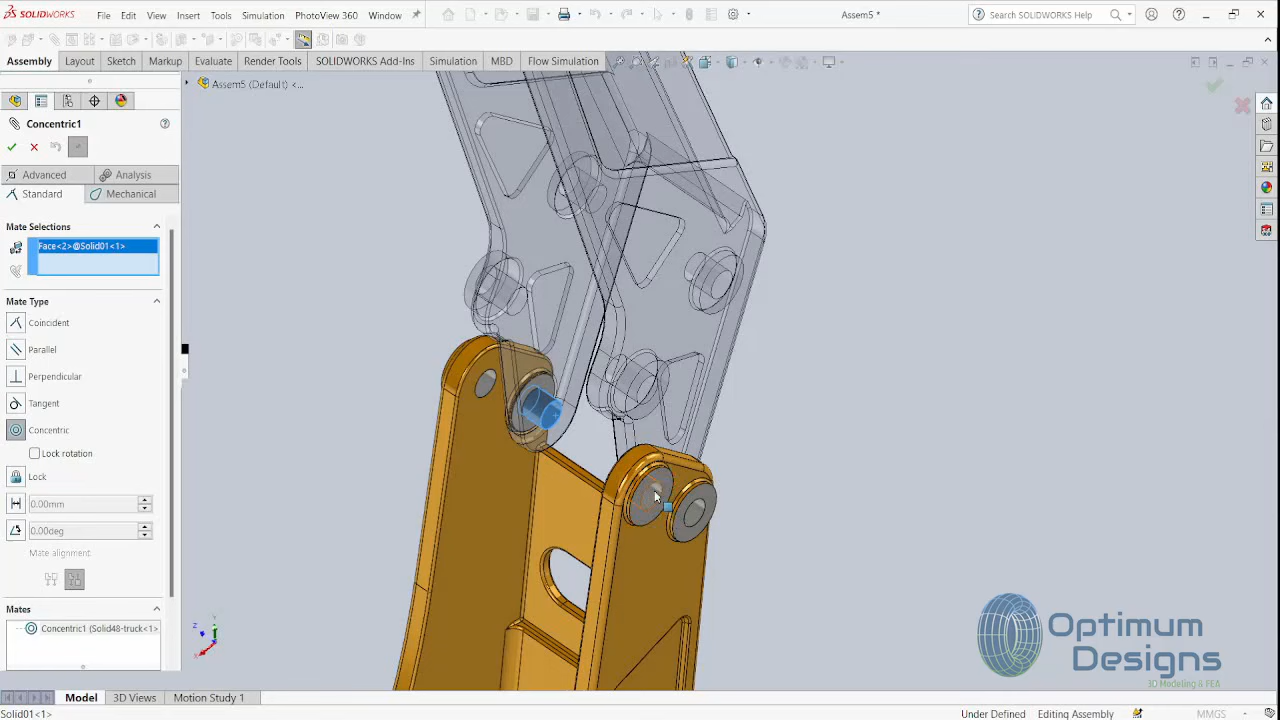 SOLIDWORKS File Edit View Insert Tools Simulation PhotoView 360 Window Assem5 * Search SOLIDWORKS Help
Assembly Layout Sketch Markup Evaluate Render Tools SOLIDWORKS Add-Ins Simulation MBD Flow Simulation
Assem5 (Default) <...
Concentric1
Advanced Analysis
Standard Mechanical
Mate Selections
Face<2>@Solid01<1>
Mate Type
Coincident
Parallel
Perpendicular
Tangent
Concentric
Lock rotation
Lock
0.00mm
0.00deg
Mate alignment:
Mates
Concentric1 (Solid48-truck<1>
Y
Z
X
Optimum
Designs
3D Modeling & FEA
Model 3D Views Motion Study 1
Solid01<1> Under Defined Editing Assembly MMGS